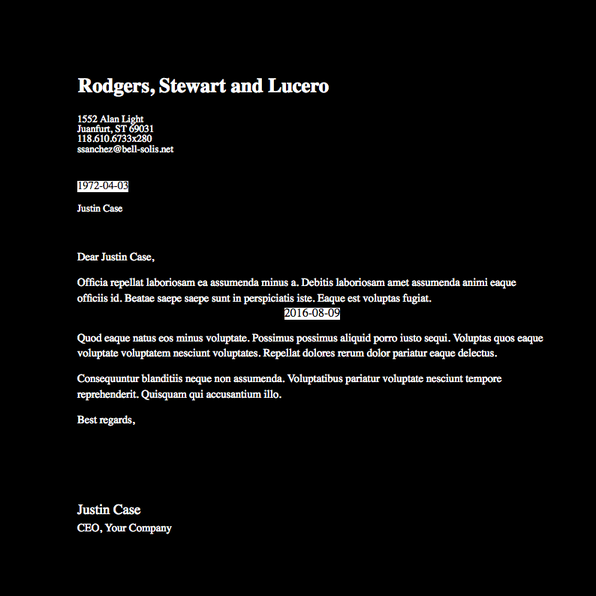 Rodgers, Stewart and Lucero
1552 Alan Light
Juanfurt, ST 69031
118.610.6733x280
ssanchez@bell-solis.net
1972-04-03
Justin Case
Dear Justin Case,
Officia repellat laboriosam ea assumenda minus a. Debitis laboriosam amet assumenda animi eaque
officiis id. Beatae saepe saepe sunt in perspiciatis iste. Eaque est voluptas fugiat.
2016-08-09
Quod eaque natus eos minus voluptate. Possimus possimus aliquid porro iusto sequi. Voluptas quos eaque
voluptate voluptatem nesciunt voluptates. Repellat dolores rerum dolor pariatur eaque delectus.
Consequuntur blanditiis neque non assumenda. Voluptatibus pariatur voluptate nesciunt tempore
reprehenderit. Quisquam qui accusantium illo.
Best regards,
Justin Case
CEO, Your Company